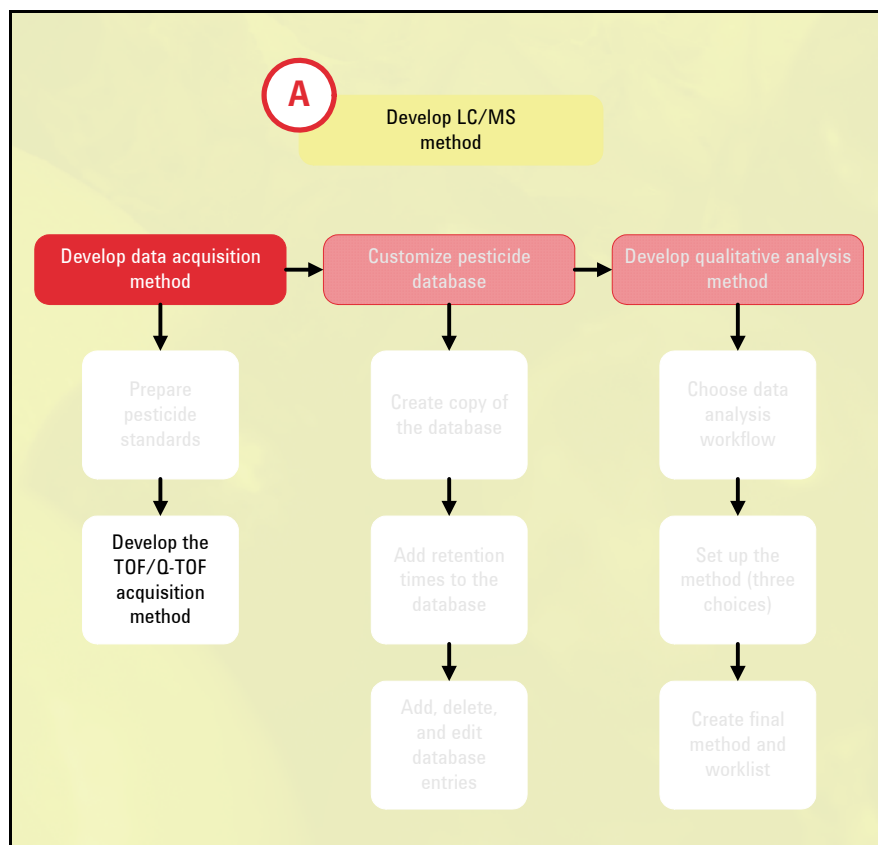 A
Develop LC/MS
method
Develop data acquisition
method
Customize pesticide
database
Develop qualitative analysis
method
Prepare
pesticide
standards
Create copy of
the database
Choose data
analysis
workflow
Develop the
TOF/Q-TOF
acquisition
method
Add retention
times to the
database
Set up the
method (three
choices)
Add, delete,
and edit
database
entries
Create final
method and
worklist